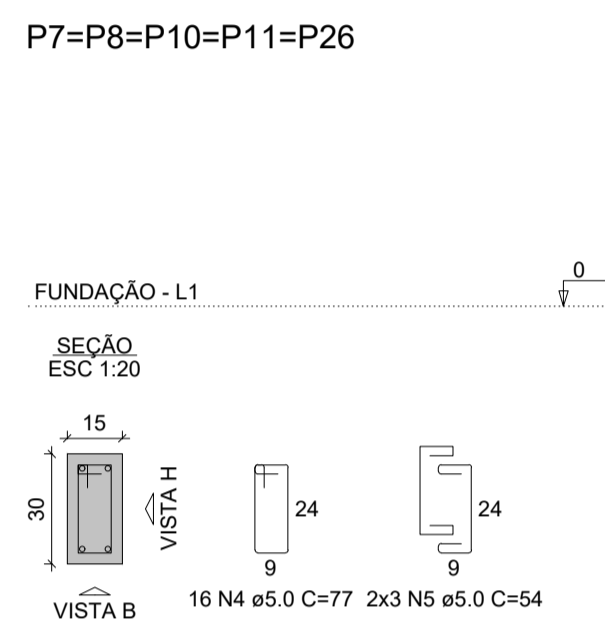 P7=P8=P10=P11=P26
0
FUNDAÇÃO - L1
SEÇÃO
ESC 1:20
15
30
VISTA H
24
9
24
9
VISTA B
16 N4 ø5.0 C=77
2x3 N5 ø5.0 C=54